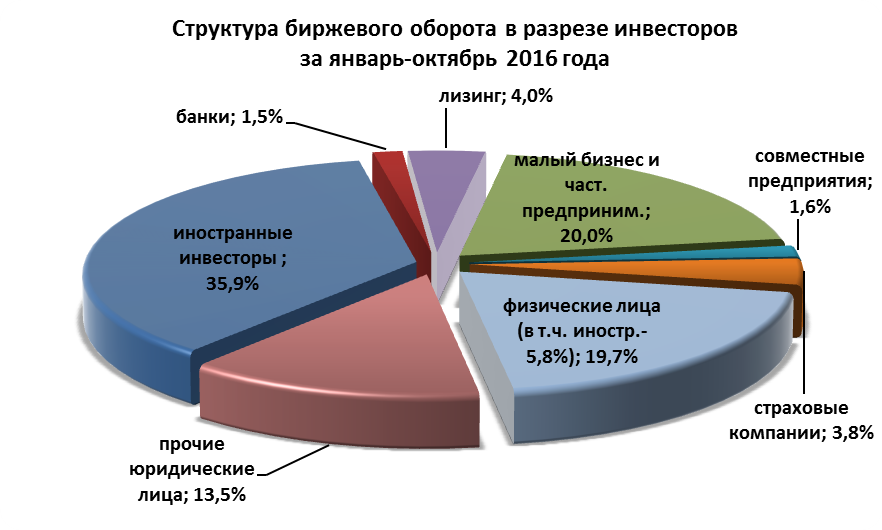 Структура биржевого оборота в разрезе инвесторов
за январь-октябрь 2016 года
банки; 1,5%
лизинг; 4,0%
малый бизнес и
част.
предприним.;
20,0%
совместные
предприятия;
1,6%
иностранные
инвесторы ;
35,9%
физические лица
(в т.ч. иностр.-
5,8%); 19,7%
страховые
компании; 3,8%
прочие
юридические
лица; 13,5%